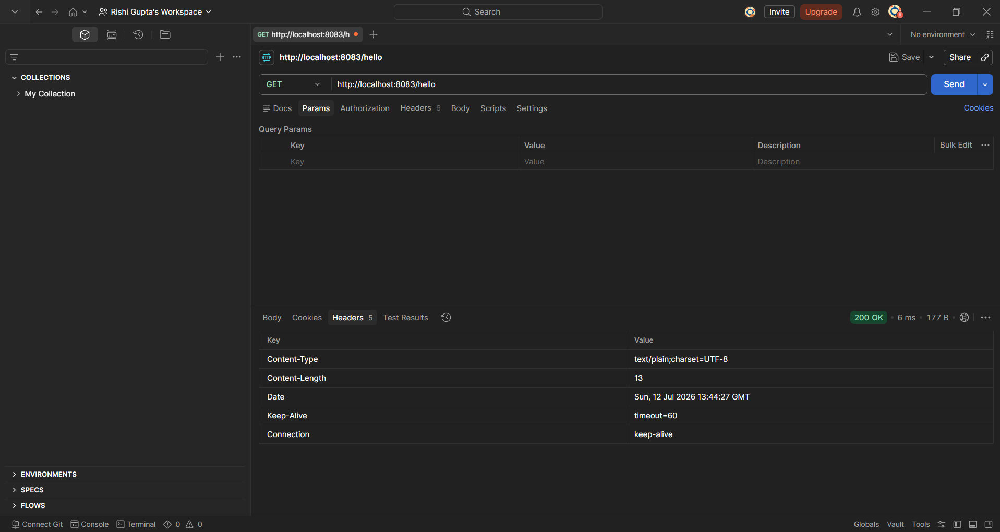 Rishi Gupta's Workspace
Search
Invite
Upgrade
GET http://localhost:8083/h
No environment
HTTP
http://localhost:8083/hello
Save
Share
COLLECTIONS
My Collection
GET
http://localhost:8083/hello
Send
Docs
Params
Authorization
Headers 6
Body
Scripts
Settings
Cookies
Query Params
Key
Value
Description
Bulk Edit
Key
Value
Description
Body
Cookies
Headers 5
Test Results
200 OK
6 ms
177 B
Key
Value
Content-Type
text/plain;charset=UTF-8
Content-Length
13
Date
Sun, 12 Jul 2026 13:44:27 GMT
Keep-Alive
timeout=60
Connection
keep-alive
ENVIRONMENTS
SPECS
FLOWS
Connect Git
Console
Terminal
0
0
Globals
Vault
Tools